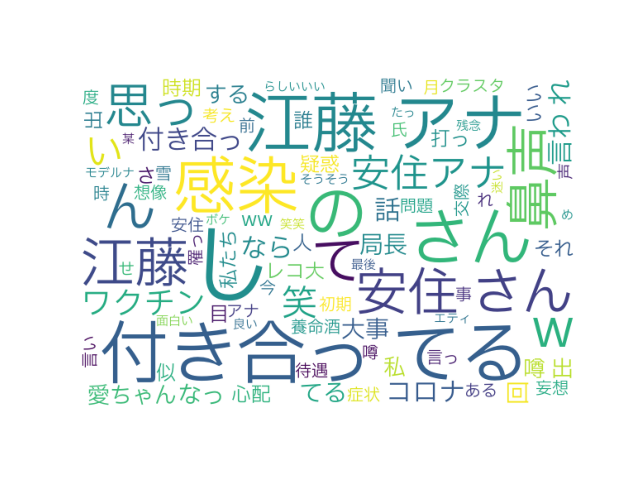 江藤 アナ
思っ
感染
の
さん
し
付き合っ てる
安住 さん
江藤
安住アナ
鼻声
言われ
ん
て
い
笑
w
ワクチン
コロナ
愛ちゃん
なっ
てる
大事
局長
話
付き合っ
時期
する
考え
前
誰
度
丘
某
モデルナ
さ
雪
時
想像
安住
ボケ
ww
笑笑
罹っ
私たち
なら
人
レコ大
今
最後
らしい
いい
聞い
月
クラスタ
たっ
氏
打っ
残念
疑惑
そうそう
問題
交際
れ
声
め
それ
事
エティ
初期
目
アナ
面白い
良い
養命酒
噂
待遇
言っ
私
ある
回
噂
出
妄想
症状
心配
似
せ
言い
いい